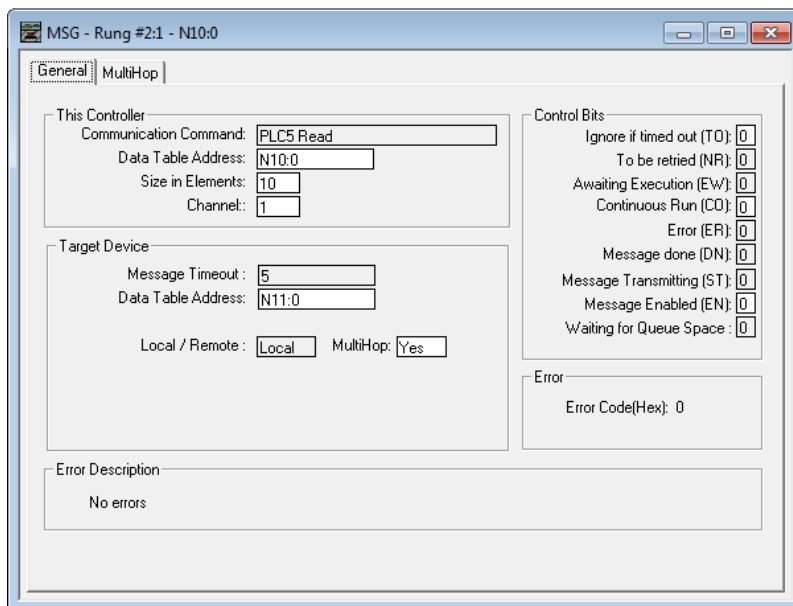 MSG - Rung #2:1 - N10:0
General MultiHop
This Controller
Communication Command: PLC5 Read
Data Table Address: N10:0
Size in Elements: 10
Channel:: 1
Target Device
Message Timeout : 5
Data Table Address: N11:0
Local / Remote : Local MultiHop: Yes
Control Bits
Ignore if timed out (TO): 0
To be retried (NR): 0
Awaiting Execution (EW): 0
Continuous Run (CO): 0
Error (ER): 0
Message done (DN): 0
Message Transmitting (ST): 0
Message Enabled (EN): 0
Waiting for Queue Space : 0
Error
Error Code(Hex): 0
Error Description
No errors